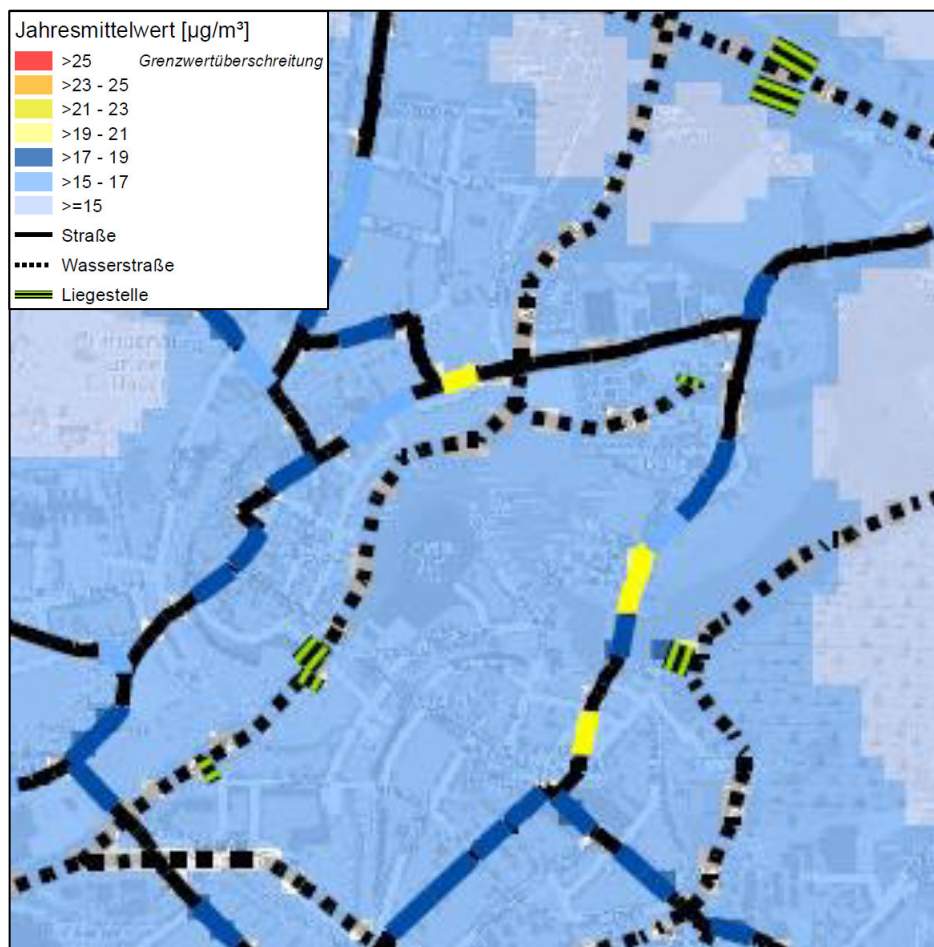 Jahresmittelwert [µg/m³]
>25 Grenzwertüberschreitung
>23 - 25
>21 - 23
>19 - 21
>17 - 19
>15 - 17
>=15
Straße
Wasserstraße
Liegestelle